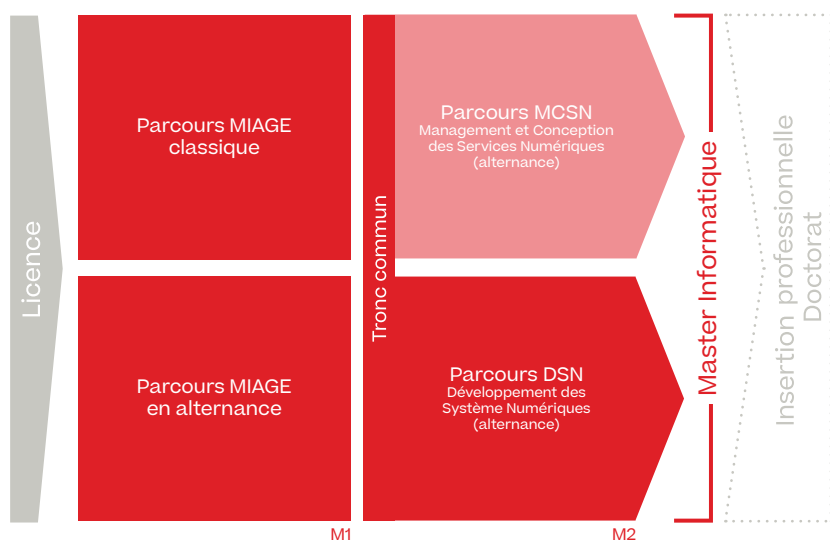 Licence
Parcours MIAGE
classique
Parcours MIAGE
en alternance
M1
Tronc commun
Parcours MCSN
Management et Conception
des Services Numériques
(alternance)
Parcours DSN
Développement des
Système Numériques
(alternance)
M2
Master Informatique
Insertion professionnelle
Doctorat